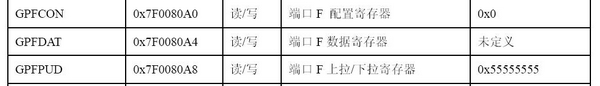 GPFCON 0x7F0080A0 读/写 端口 F 配置寄存器 0x0
GPFDAT 0x7F0080A4 读/写 端口 F 数据寄存器 未定义
GPFPUD 0x7F0080A8 读/写 端口 F 上拉/下拉寄存器 0x55555555